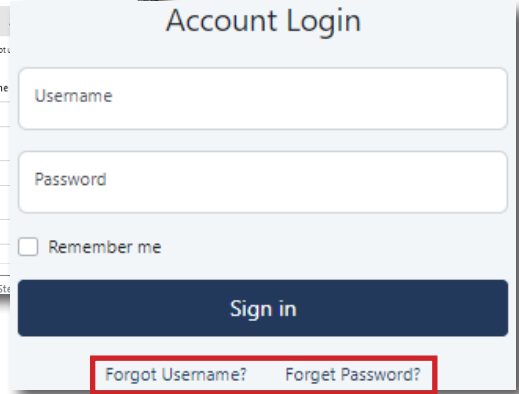 Account Login
Username
Password
Remember me
Sign in
Forgot Username? Forget Password?